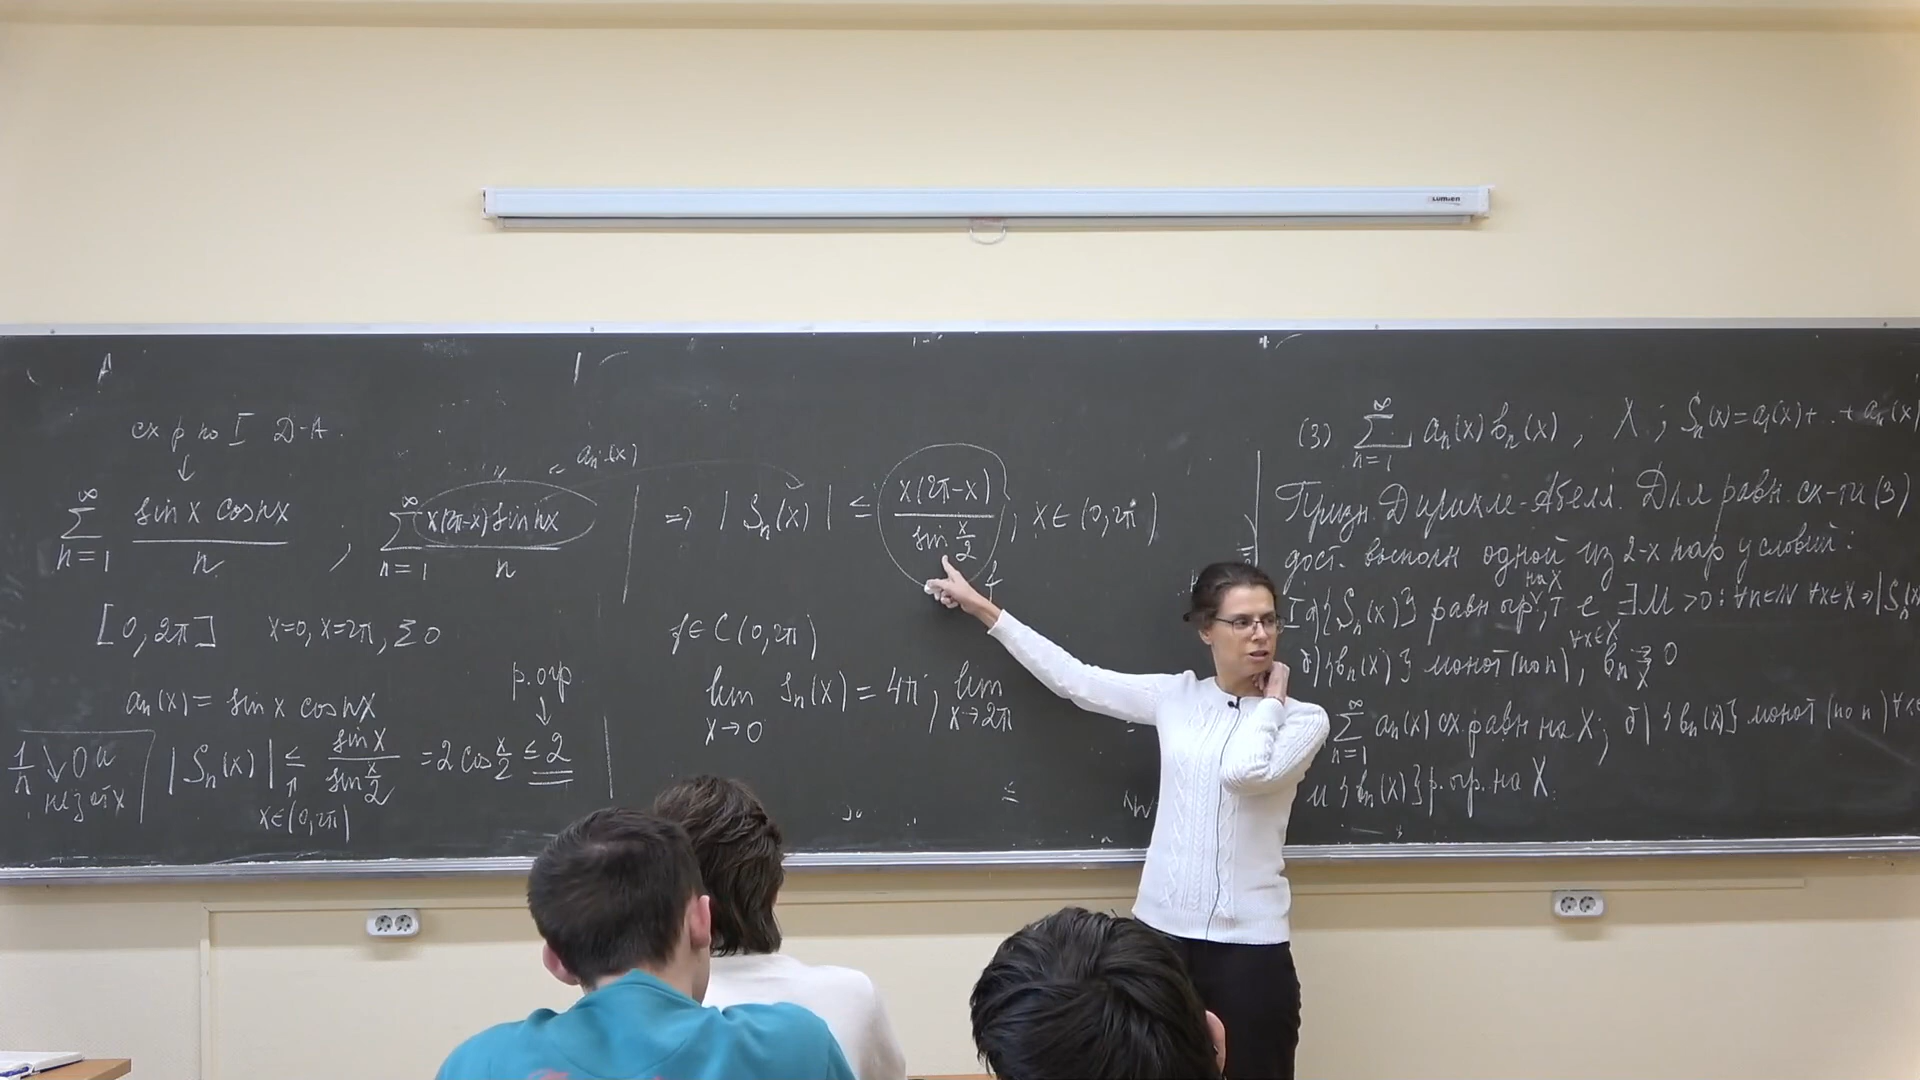 Lumien
сх р по I Д-А.
∞ Σ n=1 sin x cos nx / n ; ∞ Σ n=1 x(2π-x) sin nx / n
= an(x)
[0,2π] x=0, x=2π, Σ 0
an(x) = sin x cos nx
р. огр
↓
1/n ↘ 0 и не зат x
|Sn(x)| ≤ sin x / sin x/2 = 2 cos x/2 ≤ 2
x∈(0,2π)
=> |Sn(x)| ≤ x(2π-x) / sin x/2 ; x∈(0,2π)
f
f∈C(0,2π)
lim x→0 Sn(x) = 4π ; lim x→2π
(3) ∞ Σ n=1 an(x) bn(x) , X ; Sn(x) = a1(x)+ ..+ an(x)
Призн. Дирихле-Абеля. Для равн. сх-ти (3)
дост. выполн одной из 2-х пар условий:
I а) {Sn(x)} равн огр на X, т е ∃M >0 : ∀n∈N ∀x∈X => |Sn(x)
б) {bn(x)} монот (по n) ∀x∈X, bn ⇉ 0 X
∞ Σ n=1 an(x) сх равн на X; б) {bn(x)} монот (по n) ∀x∈
и {bn(x)} р. огр. на X.